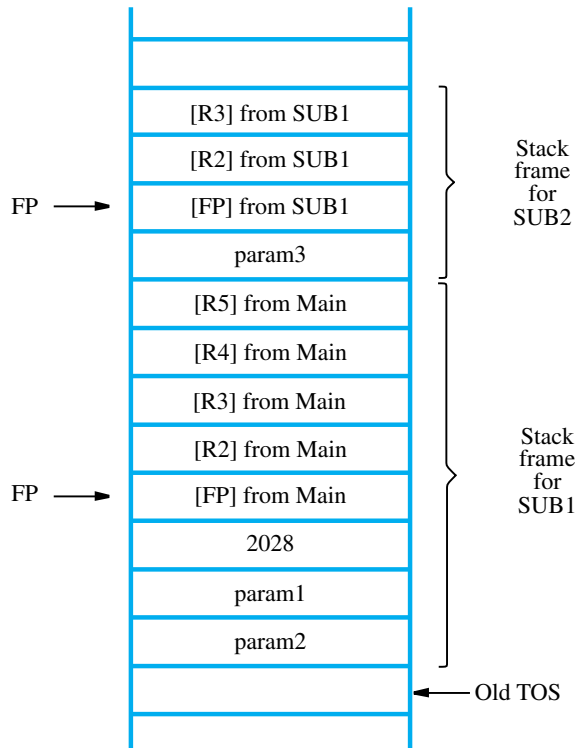 [R3] from SUB1
[R2] from SUB1
FP
[FP] from SUB1
param3
Stack
frame
for
SUB2
[R5] from Main
[R4] from Main
[R3] from Main
[R2] from Main
FP
[FP] from Main
2028
param1
param2
Stack
frame
for
SUB1
Old TOS